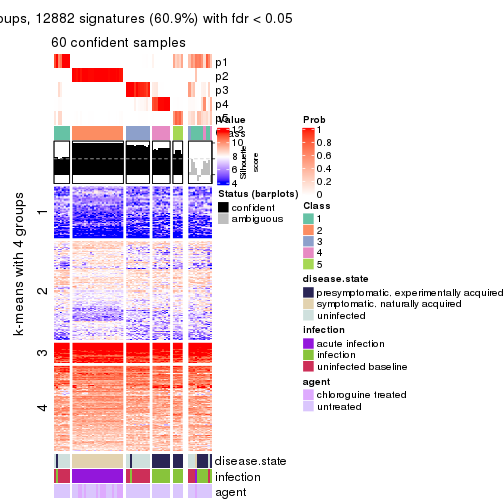 oups, 12882 signatures (60.9%) with fdr < 0.05
60 confident samples
p1
p2
p3
p4
p5
Class
Value
12
10
8
6
4
Silhouette
score
Prob
1
0.8
0.6
0.4
0.2
0
Status (barplots)
confident
ambiguous
Class
1
2
3
4
5
k-means with 4 groups
1
2
3
4
disease.state
presymptomatic, experimentally acquired
symptomatic, naturally acquired
uninfected
infection
acute infection
infection
uninfected baseline
agent
chloroguine treated
untreated
disease.state
infection
agent